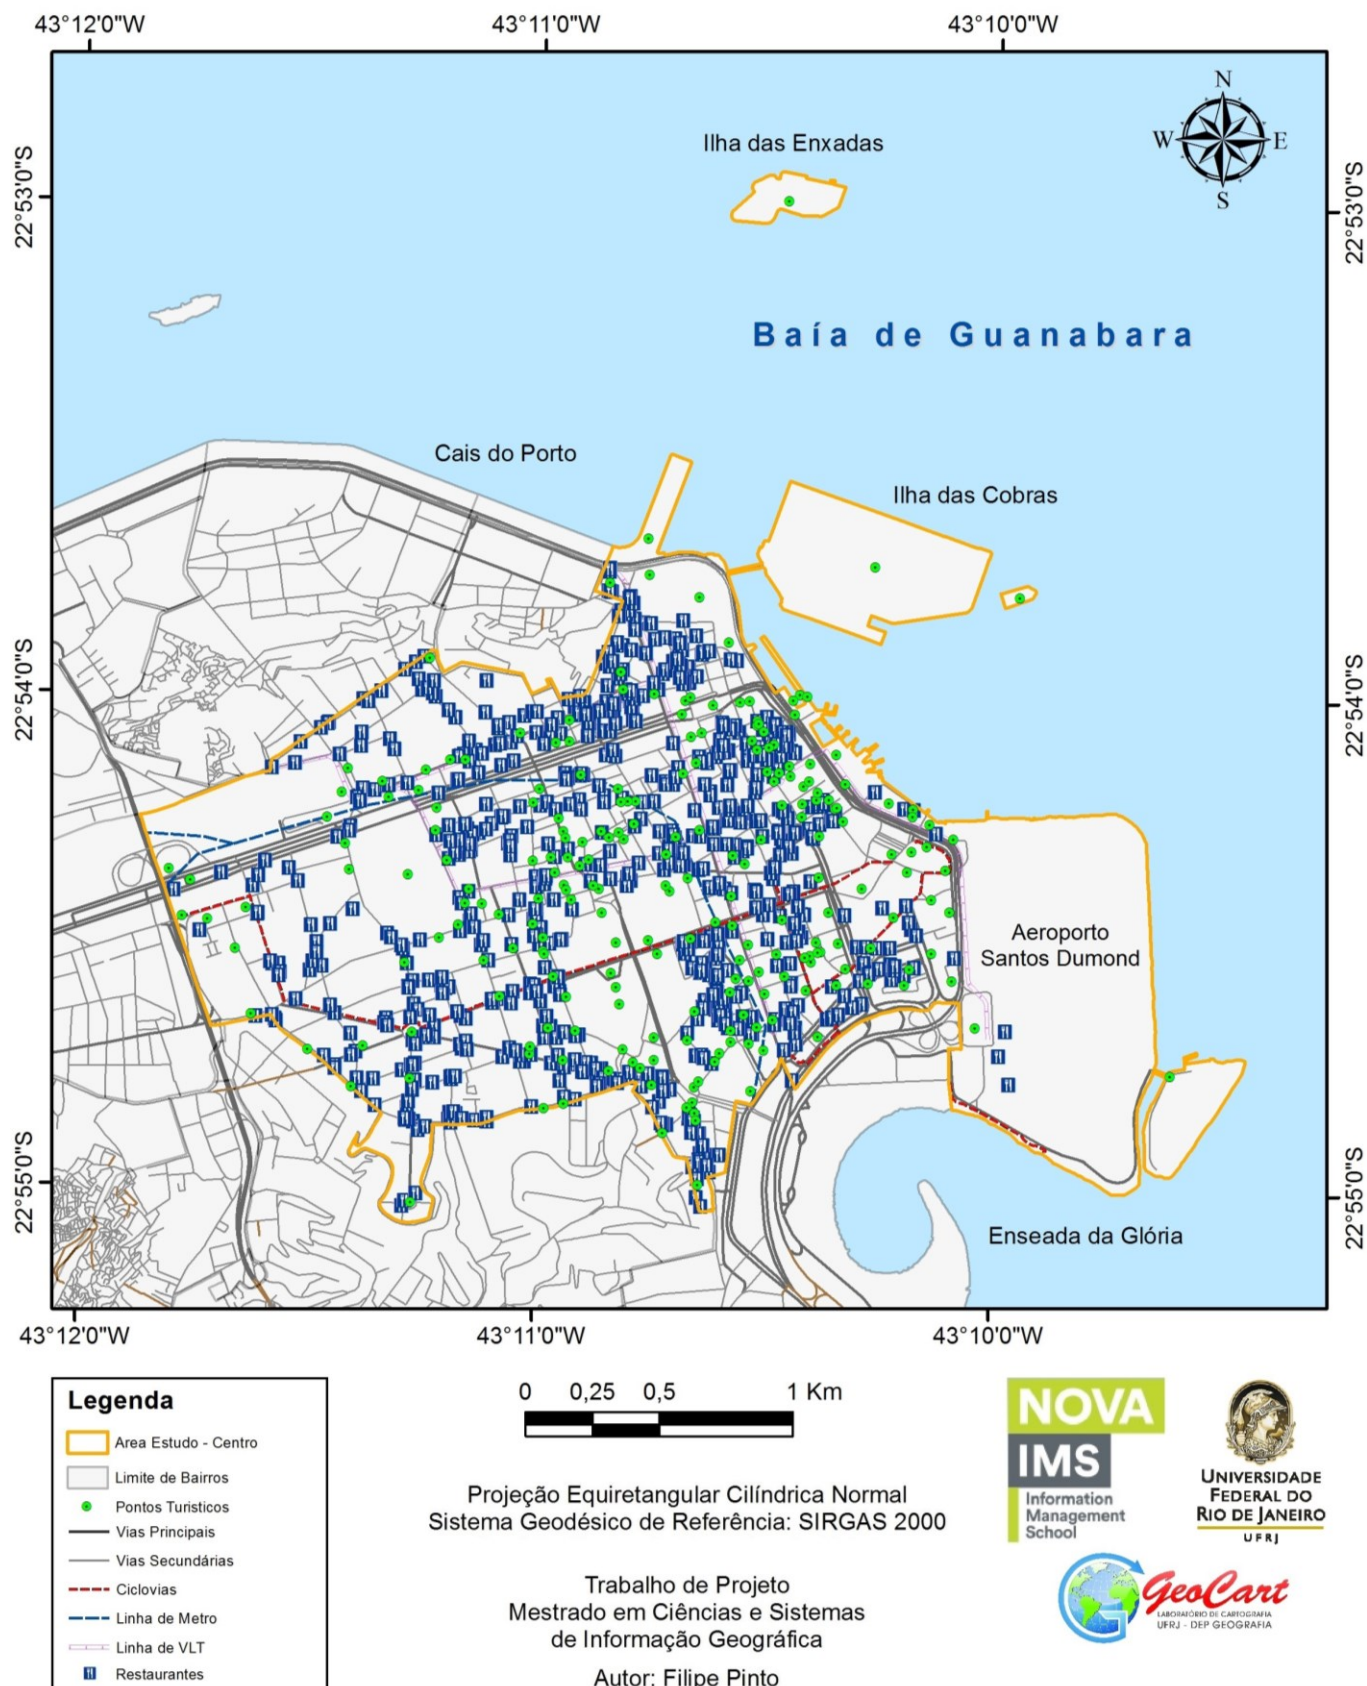 43°12'0"W
43°11'0"W
43°10'0"W
N
W
E
S
Ilha das Enxadas
22°53'0"S
22°53'0"S
Baía de Guanabara
Cais do Porto
Ilha das Cobras
22°54'0"S
22°54'0"S
Aeroporto
Santos Dumond
22°55'0"S
22°55'0"S
Enseada da Glória
43°12'0"W
43°11'0"W
43°10'0"W
Legenda
Area Estudo - Centro
Limite de Bairros
Pontos Turisticos
Vias Principais
Vias Secundárias
Ciclovias
Linha de Metro
Linha de VLT
Restaurantes
0 0,25 0,5 1 Km
Projeção Equiretangular Cilíndrica Normal
Sistema Geodésico de Referência: SIRGAS 2000
Trabalho de Projeto
Mestrado em Ciências e Sistemas
de Informação Geográfica
Autor: Filipe Pinto
NOVA
IMS
Information
Management
School
UNIVERSIDADE
FEDERAL DO
RIO DE JANEIRO
UFRJ
GeoCart
LABORATÓRIO DE CARTOGRAFIA
UFRJ - DEP GEOGRAFIA